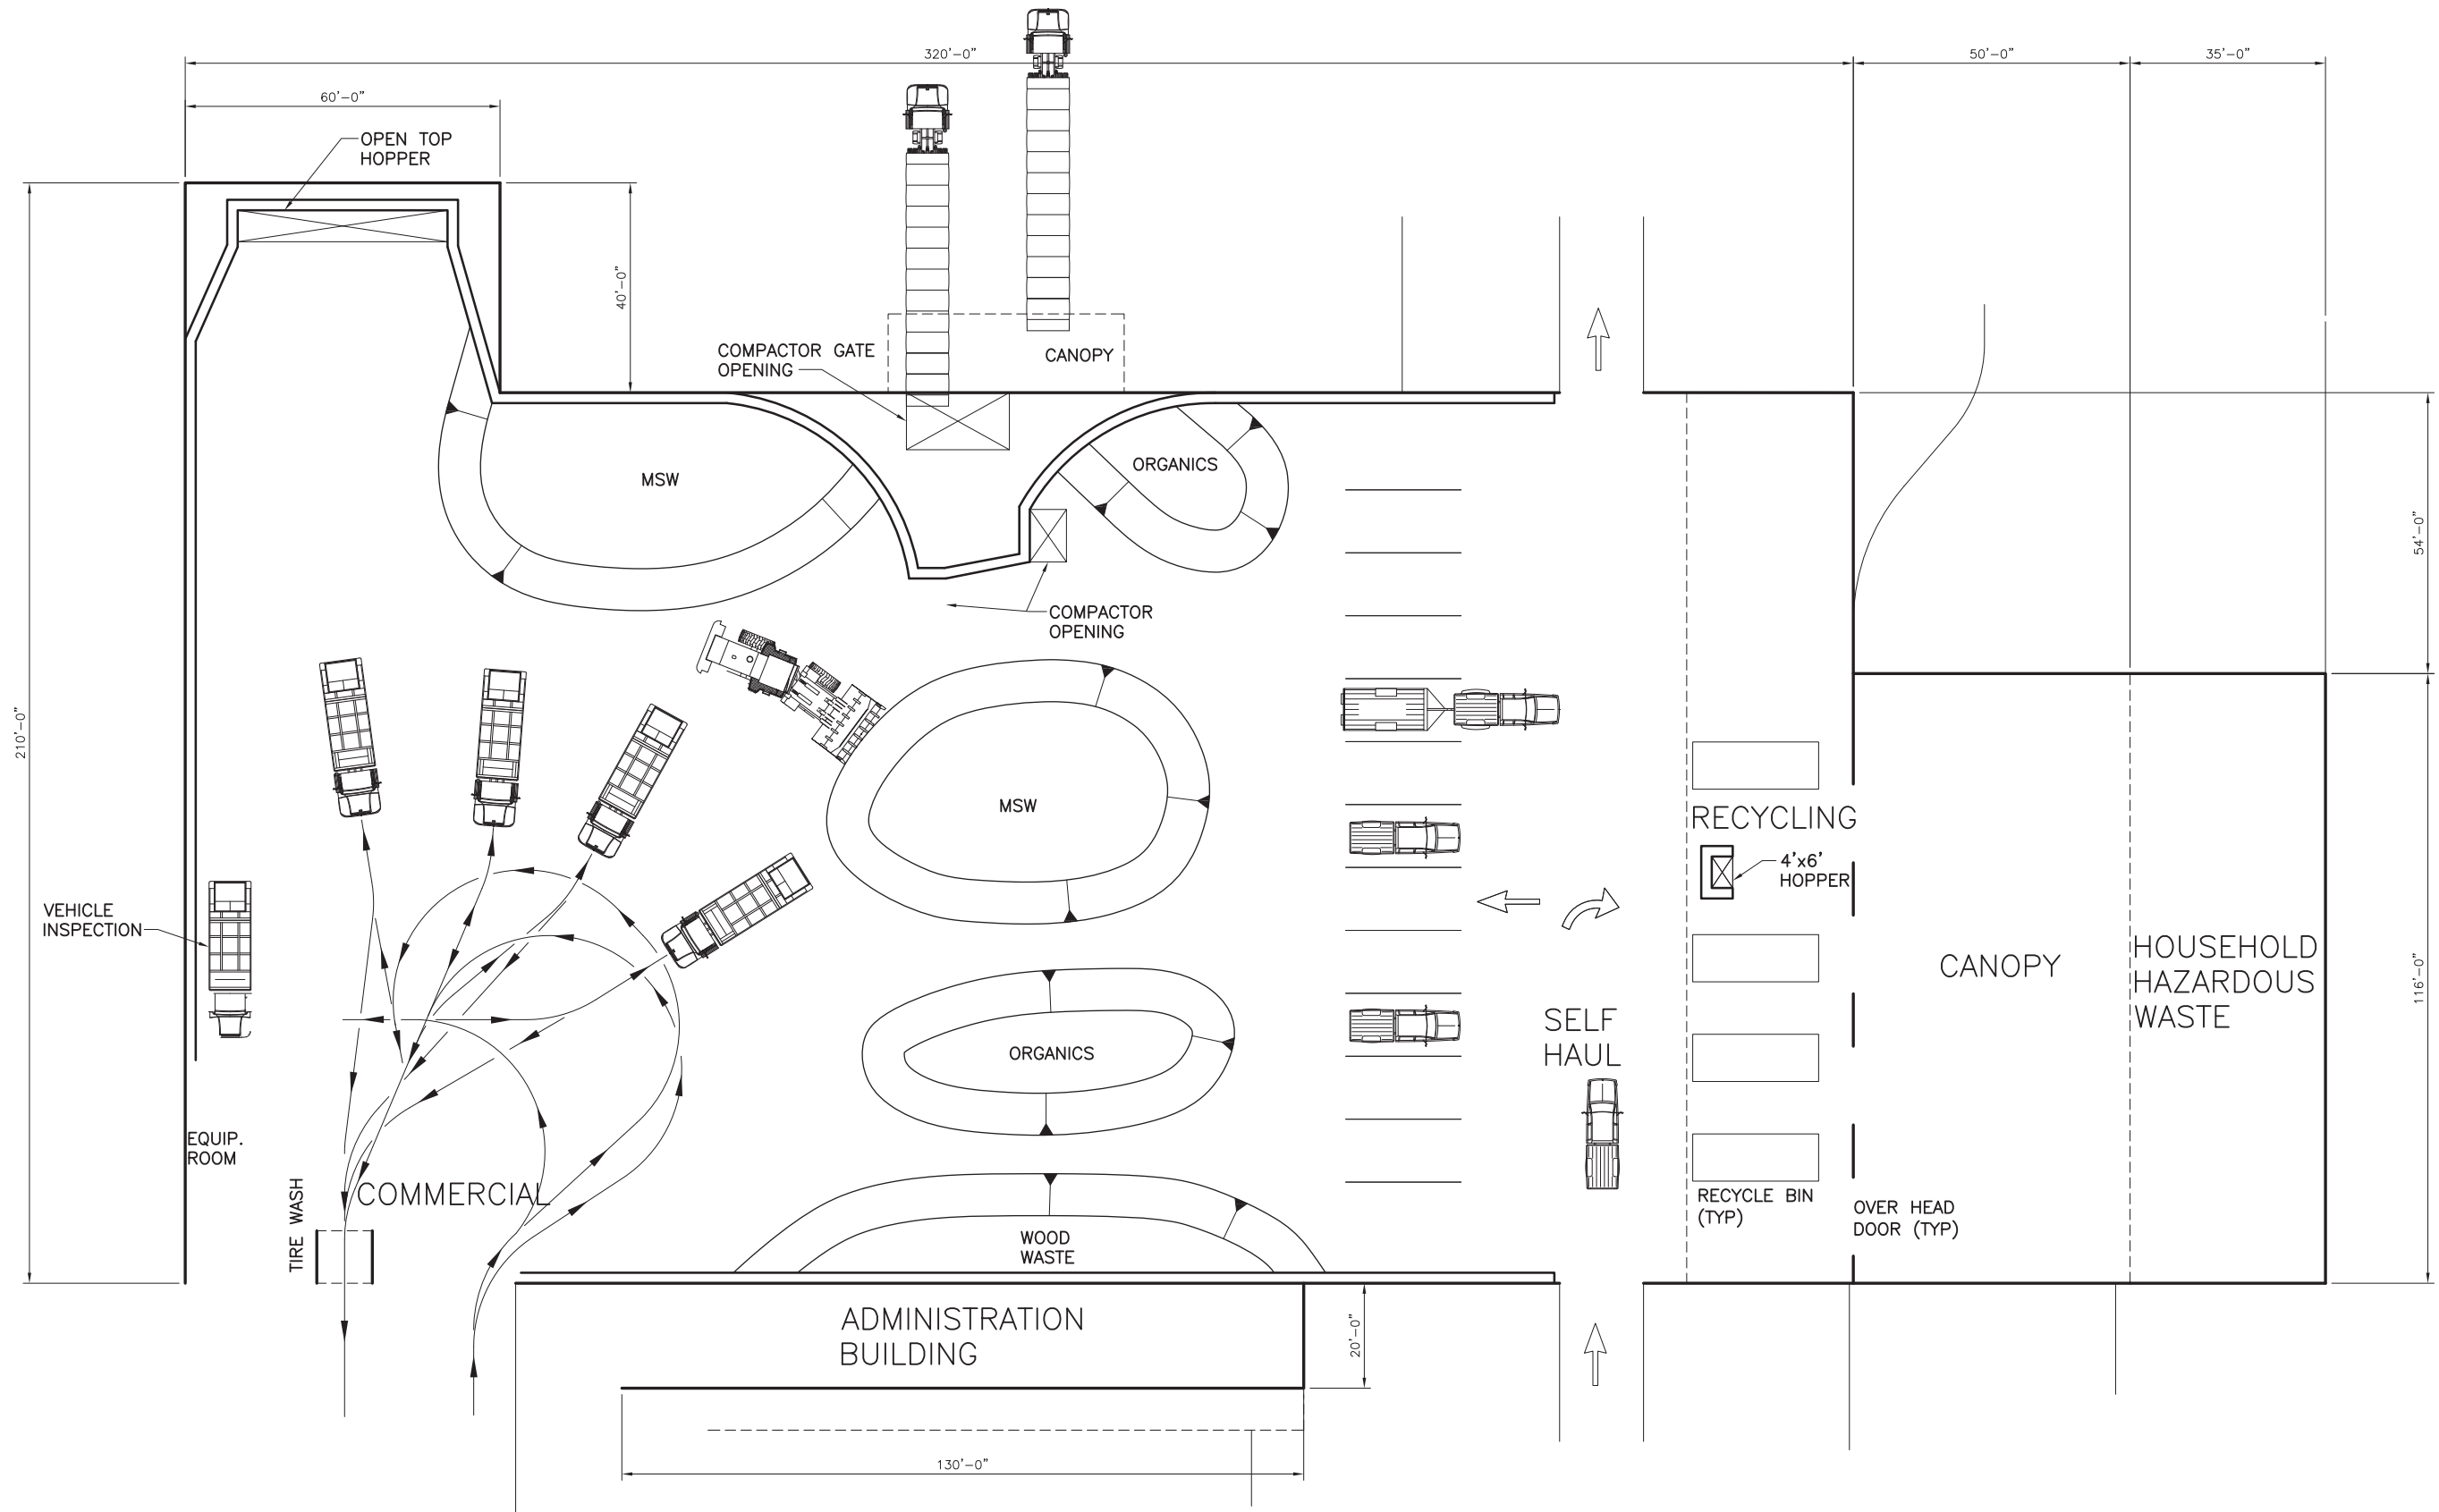 320'-0"
50'-0"
35'-0"
60'-0"
OPEN TOP
HOPPER
40'-0"
COMPACTOR GATE
OPENING
CANOPY
MSW
ORGANICS
54'-0"
COMPACTOR
OPENING
210'-0"
MSW
RECYCLING
4'x6'
HOPPER
VEHICLE
INSPECTION
CANOPY
HOUSEHOLD
HAZARDOUS
WASTE
116'-0"
SELF
HAUL
ORGANICS
EQUIP.
ROOM
TIRE WASH
COMMERCIAL
WOOD
WASTE
RECYCLE BIN
(TYP)
OVER HEAD
DOOR (TYP)
ADMINISTRATION
BUILDING
20'-0"
130'-0"